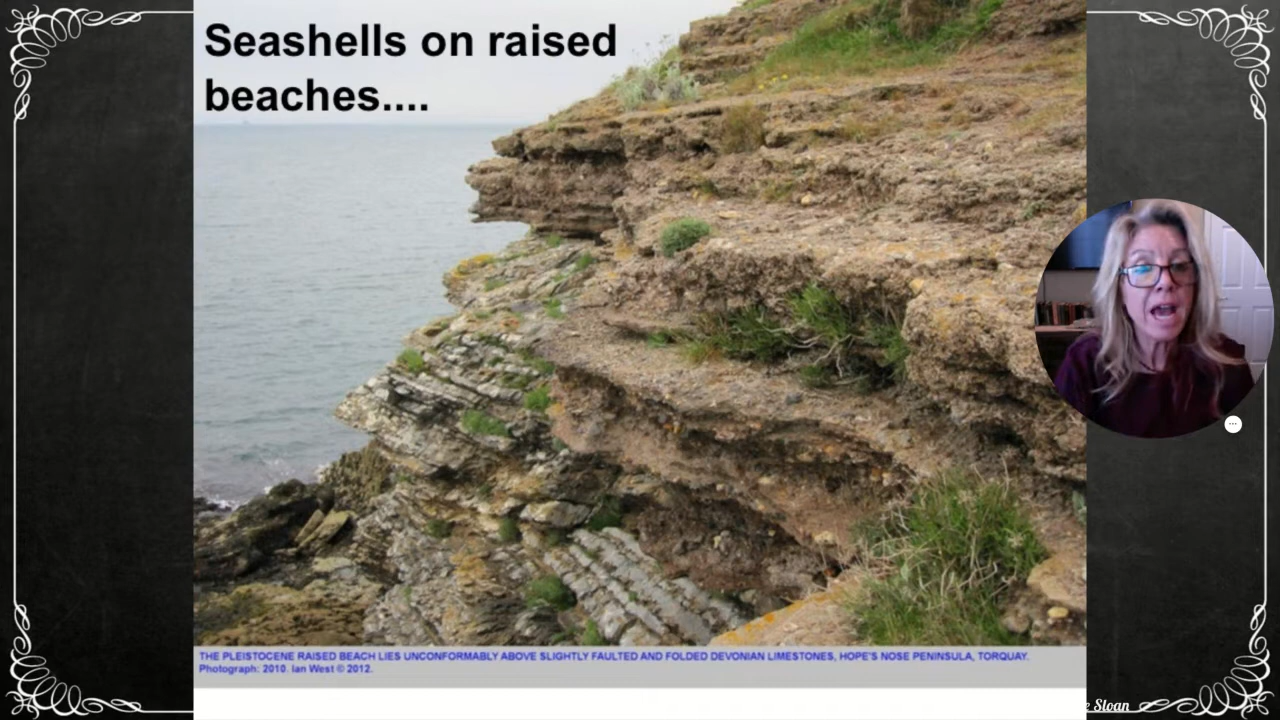 Seashells on raised
beaches....
THE PLEISTOCENE RAISED BEACH LIES UNCONFORMABLY ABOVE SLIGHTLY FAULTED AND FOLDED DEVONIAN LIMESTONES, HOPE'S NOSE PENINSULA, TORQUAY.
Photograph: 2010. Ian West © 2012.
Sloan